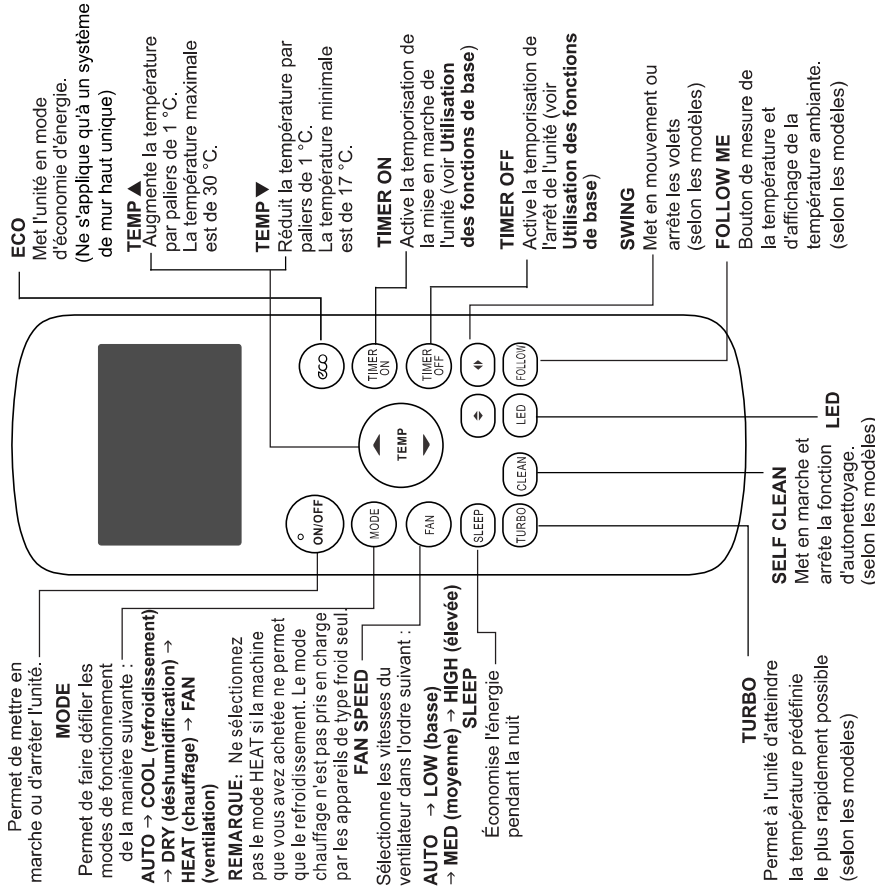 Permet de mettre en
marche ou d'arrêter l'unité.
MODE
Permet de faire défiler les
modes de fonctionnement
de la manière suivante :
AUTO → COOL (refroidissement)
→ DRY (déshumidification) →
HEAT (chauffage) → FAN
(ventilation)
REMARQUE: Ne sélectionnez
pas le mode HEAT si la machine
que vous avez achetée ne permet
que le refroidissement. Le mode
chauffage n'est pas pris en charge
par les appareils de type froid seul.
FAN SPEED
Sélectionne les vitesses du
ventilateur dans l'ordre suivant :
AUTO → LOW (basse)
→ MED (moyenne) → HIGH (élevée)
SLEEP
Économise l'énergie
pendant la nuit
TURBO
Permet à l'unité d'atteindre
la température prédéfinie
le plus rapidement possible
(selon les modèles)
ON/OFF
MODE
FAN
SLEEP
TURBO
TEMP
CLEAN
LED
eco
TIMER
ON
TIMER
OFF
FOLLOW
SELF CLEAN
Met en marche et
arrête la fonction
d'autonettoyage.
(selon les modèles)
LED
ECO
Met l'unité en mode
d'économie d'énergie.
(Ne s'applique qu'à un système
de mur haut unique)
TEMP ▲
Augmente la température
par paliers de 1 °C.
La température maximale
est de 30 °C.
TEMP ▼
Réduit la température par
paliers de 1 °C.
La température minimale
est de 17 °C.
TIMER ON
Active la temporisation de
la mise en marche de
l'unité (voir Utilisation
des fonctions de base)
TIMER OFF
Active la temporisation de
l'arrêt de l'unité (voir
Utilisation des fonctions
de base)
SWING
Met en mouvement ou
arrête les volets
(selon les modèles)
FOLLOW ME
Bouton de mesure de
la température et
d'affichage de la
température ambiante.
(selon les modèles)